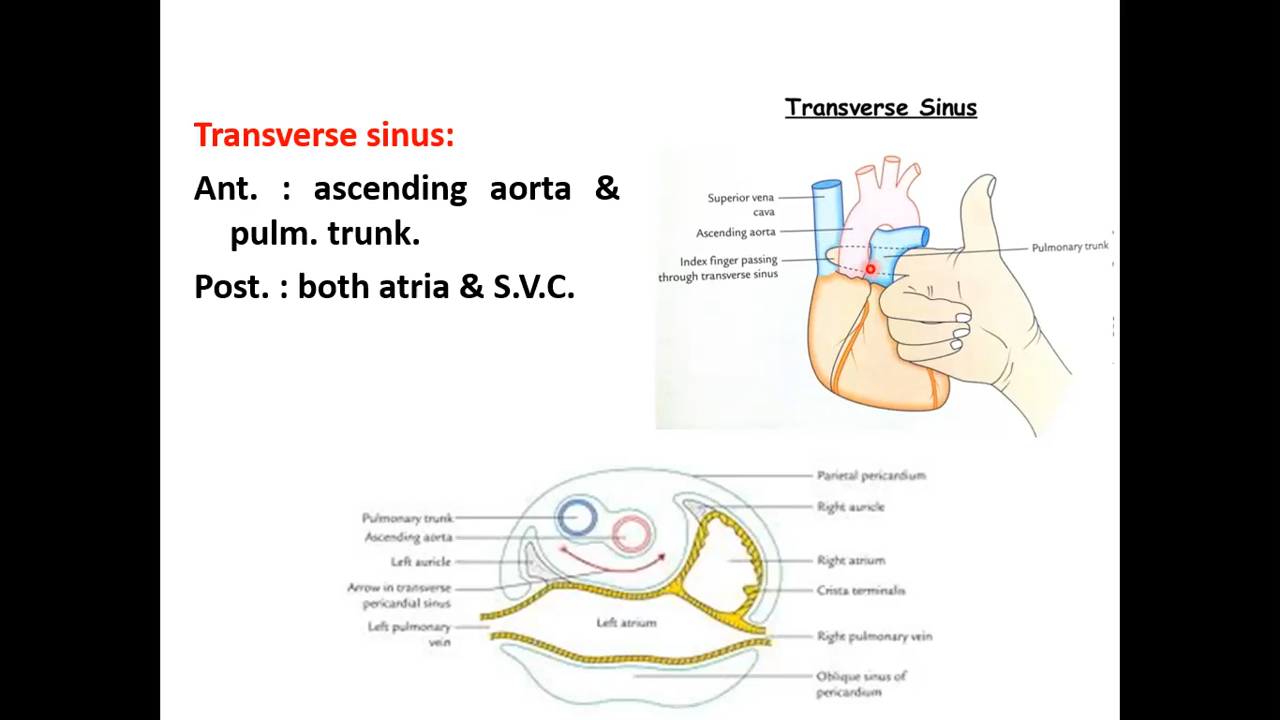 Transverse sinus:
Ant. : ascending aorta &
pulm. trunk.
Post. : both atria & S.V.C.
Transverse Sinus
Superior vena
cava
Ascending aorta
Index finger passing
through transverse sinus
Pulmonary trunk
Pulmonary trunk
Ascending aorta
Left auricle
Arrow in transverse
pericardial sinus
Left pulmonary
vein
Left atrium
Parietal pericardium
Right auricle
Right atrium
Crista terminalis
Right pulmonary vein
Oblique sinus of
pericardium